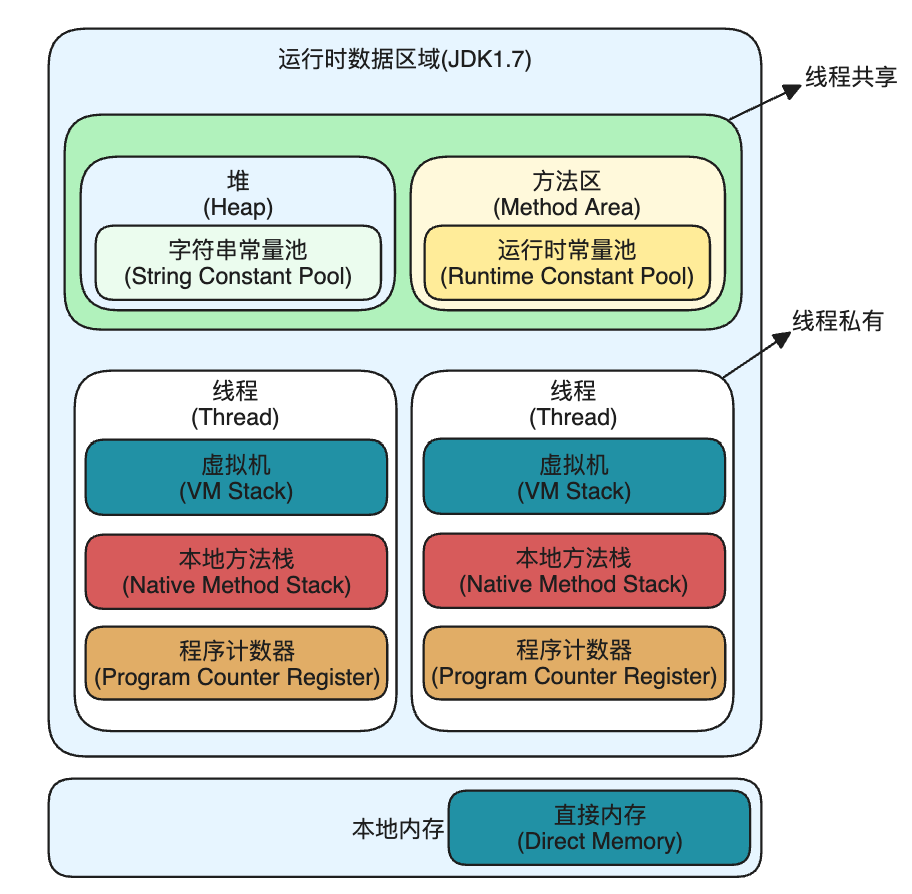 运行时数据区域(JDK1.7)
线程共享
堆
(Heap)
字符串常量池
(String Constant Pool)
方法区
(Method Area)
运行时常量池
(Runtime Constant Pool)
线程私有
线程
(Thread)
虚拟机
(VM Stack)
本地方法栈
(Native Method Stack)
程序计数器
(Program Counter Register)
线程
(Thread)
虚拟机
(VM Stack)
本地方法栈
(Native Method Stack)
程序计数器
(Program Counter Register)
本地内存
直接内存
(Direct Memory)